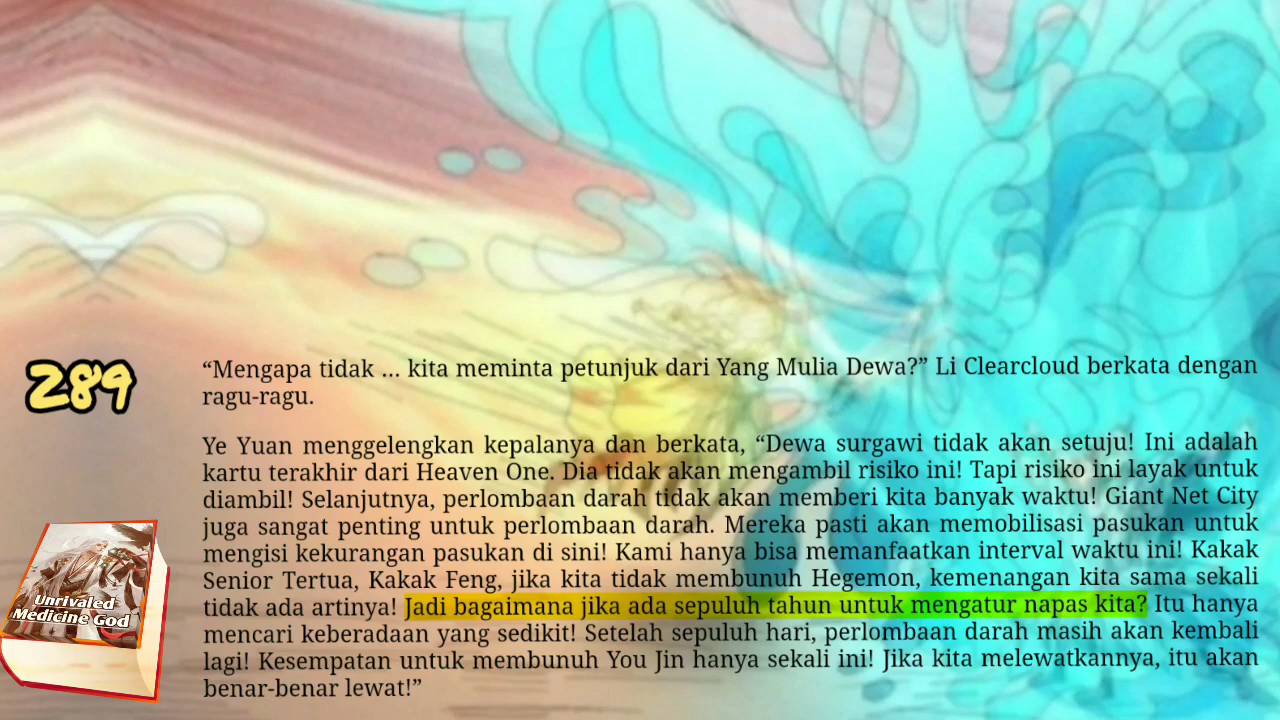 289
“Mengapa tidak ... kita meminta petunjuk dari Yang Mulia Dewa?” Li Clearcloud berkata dengan
ragu-ragu.
Ye Yuan menggelengkan kepalanya dan berkata, “Dewa surgawi tidak akan setuju! Ini adalah
kartu terakhir dari Heaven One. Dia tidak akan mengambil risiko ini! Tapi risiko ini layak untuk
diambil! Selanjutnya, perlombaan darah tidak akan memberi kita banyak waktu! Giant Net City
juga sangat penting untuk perlombaan darah. Mereka pasti akan memobilisasi pasukan untuk
mengisi kekurangan pasukan di sini! Kami hanya bisa memanfaatkan interval waktu ini! Kakak
Senior Tertua, Kakak Feng, jika kita tidak membunuh Hegemon, kemenangan kita sama sekali
tidak ada artinya! Jadi bagaimana jika ada sepuluh tahun untuk mengatur napas kita? Itu hanya
mencari keberadaan yang sedikit! Setelah sepuluh hari, perlombaan darah masih akan kembali
lagi! Kesempatan untuk membunuh You Jin hanya sekali ini! Jika kita melewatkannya, itu akan
benar-benar lewat!”
Unrivaled
Medicine God